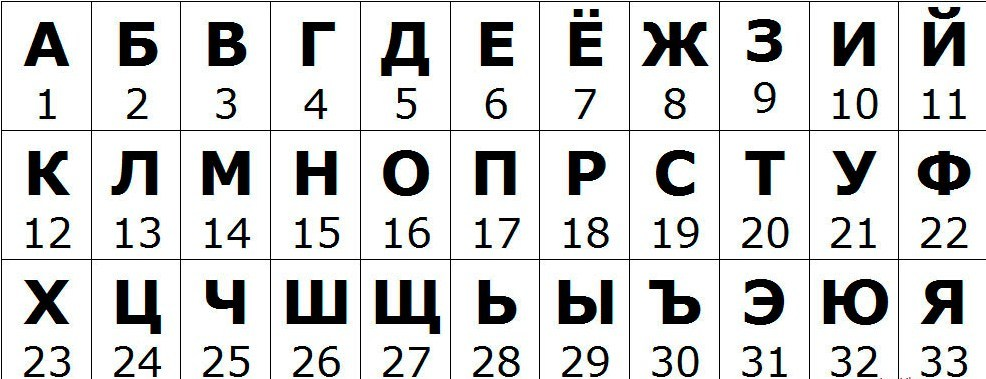 А Б В Г Д Е Ё Ж З И Й
1 2 3 4 5 6 7 8 9 10 11
К Л М Н О П Р С Т У Ф
12 13 14 15 16 17 18 19 20 21 22
Х Ц Ч Ш Щ Ь Ы Ъ Э Ю Я
23 24 25 26 27 28 29 30 31 32 33